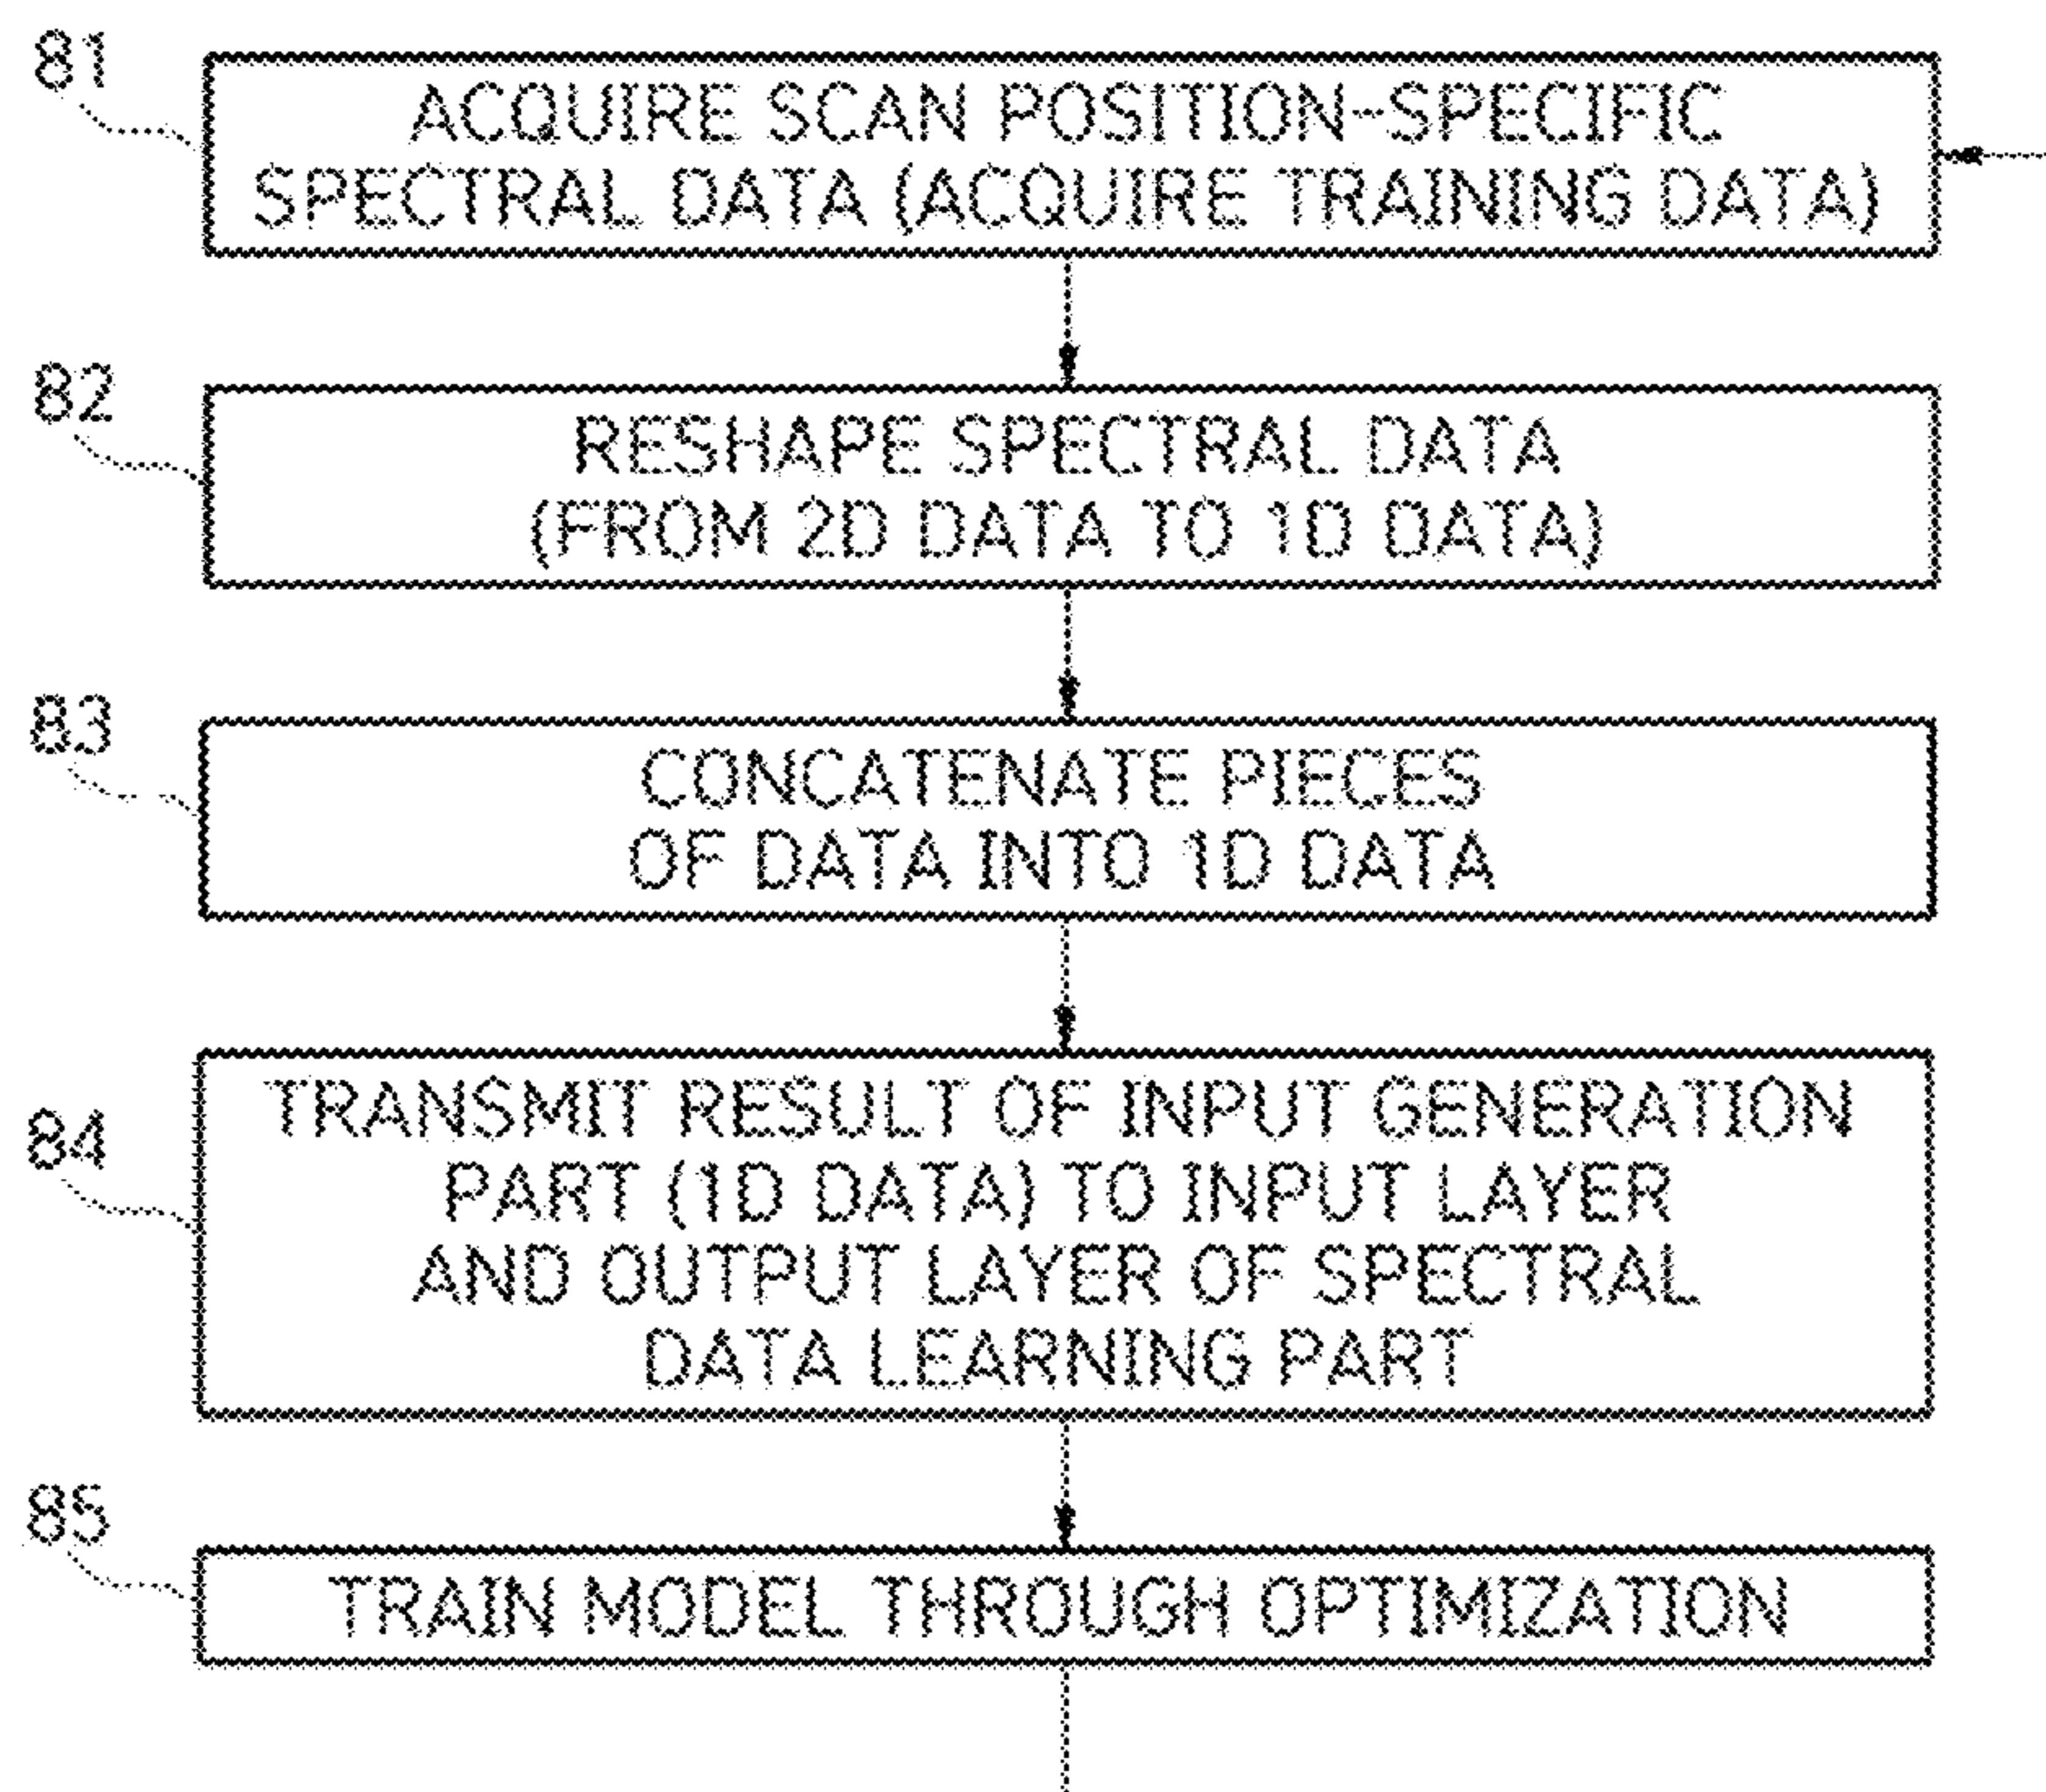 81
ACQUIRE SCAN POSITION-SPECIFIC
SPECTRAL DATA (ACQUIRE TRAINING DATA)
82
RESHAPE SPECTRAL DATA
(FROM 2D DATA TO 1D DATA)
83
CONCATENATE PIECES
OF DATA INTO 1D DATA
84
TRANSMIT RESULT OF INPUT GENERATION
PART (1D DATA) TO INPUT LAYER
AND OUTPUT LAYER OF SPECTRAL
DATA LEARNING PART
85
TRAIN MODEL THROUGH OPTIMIZATION